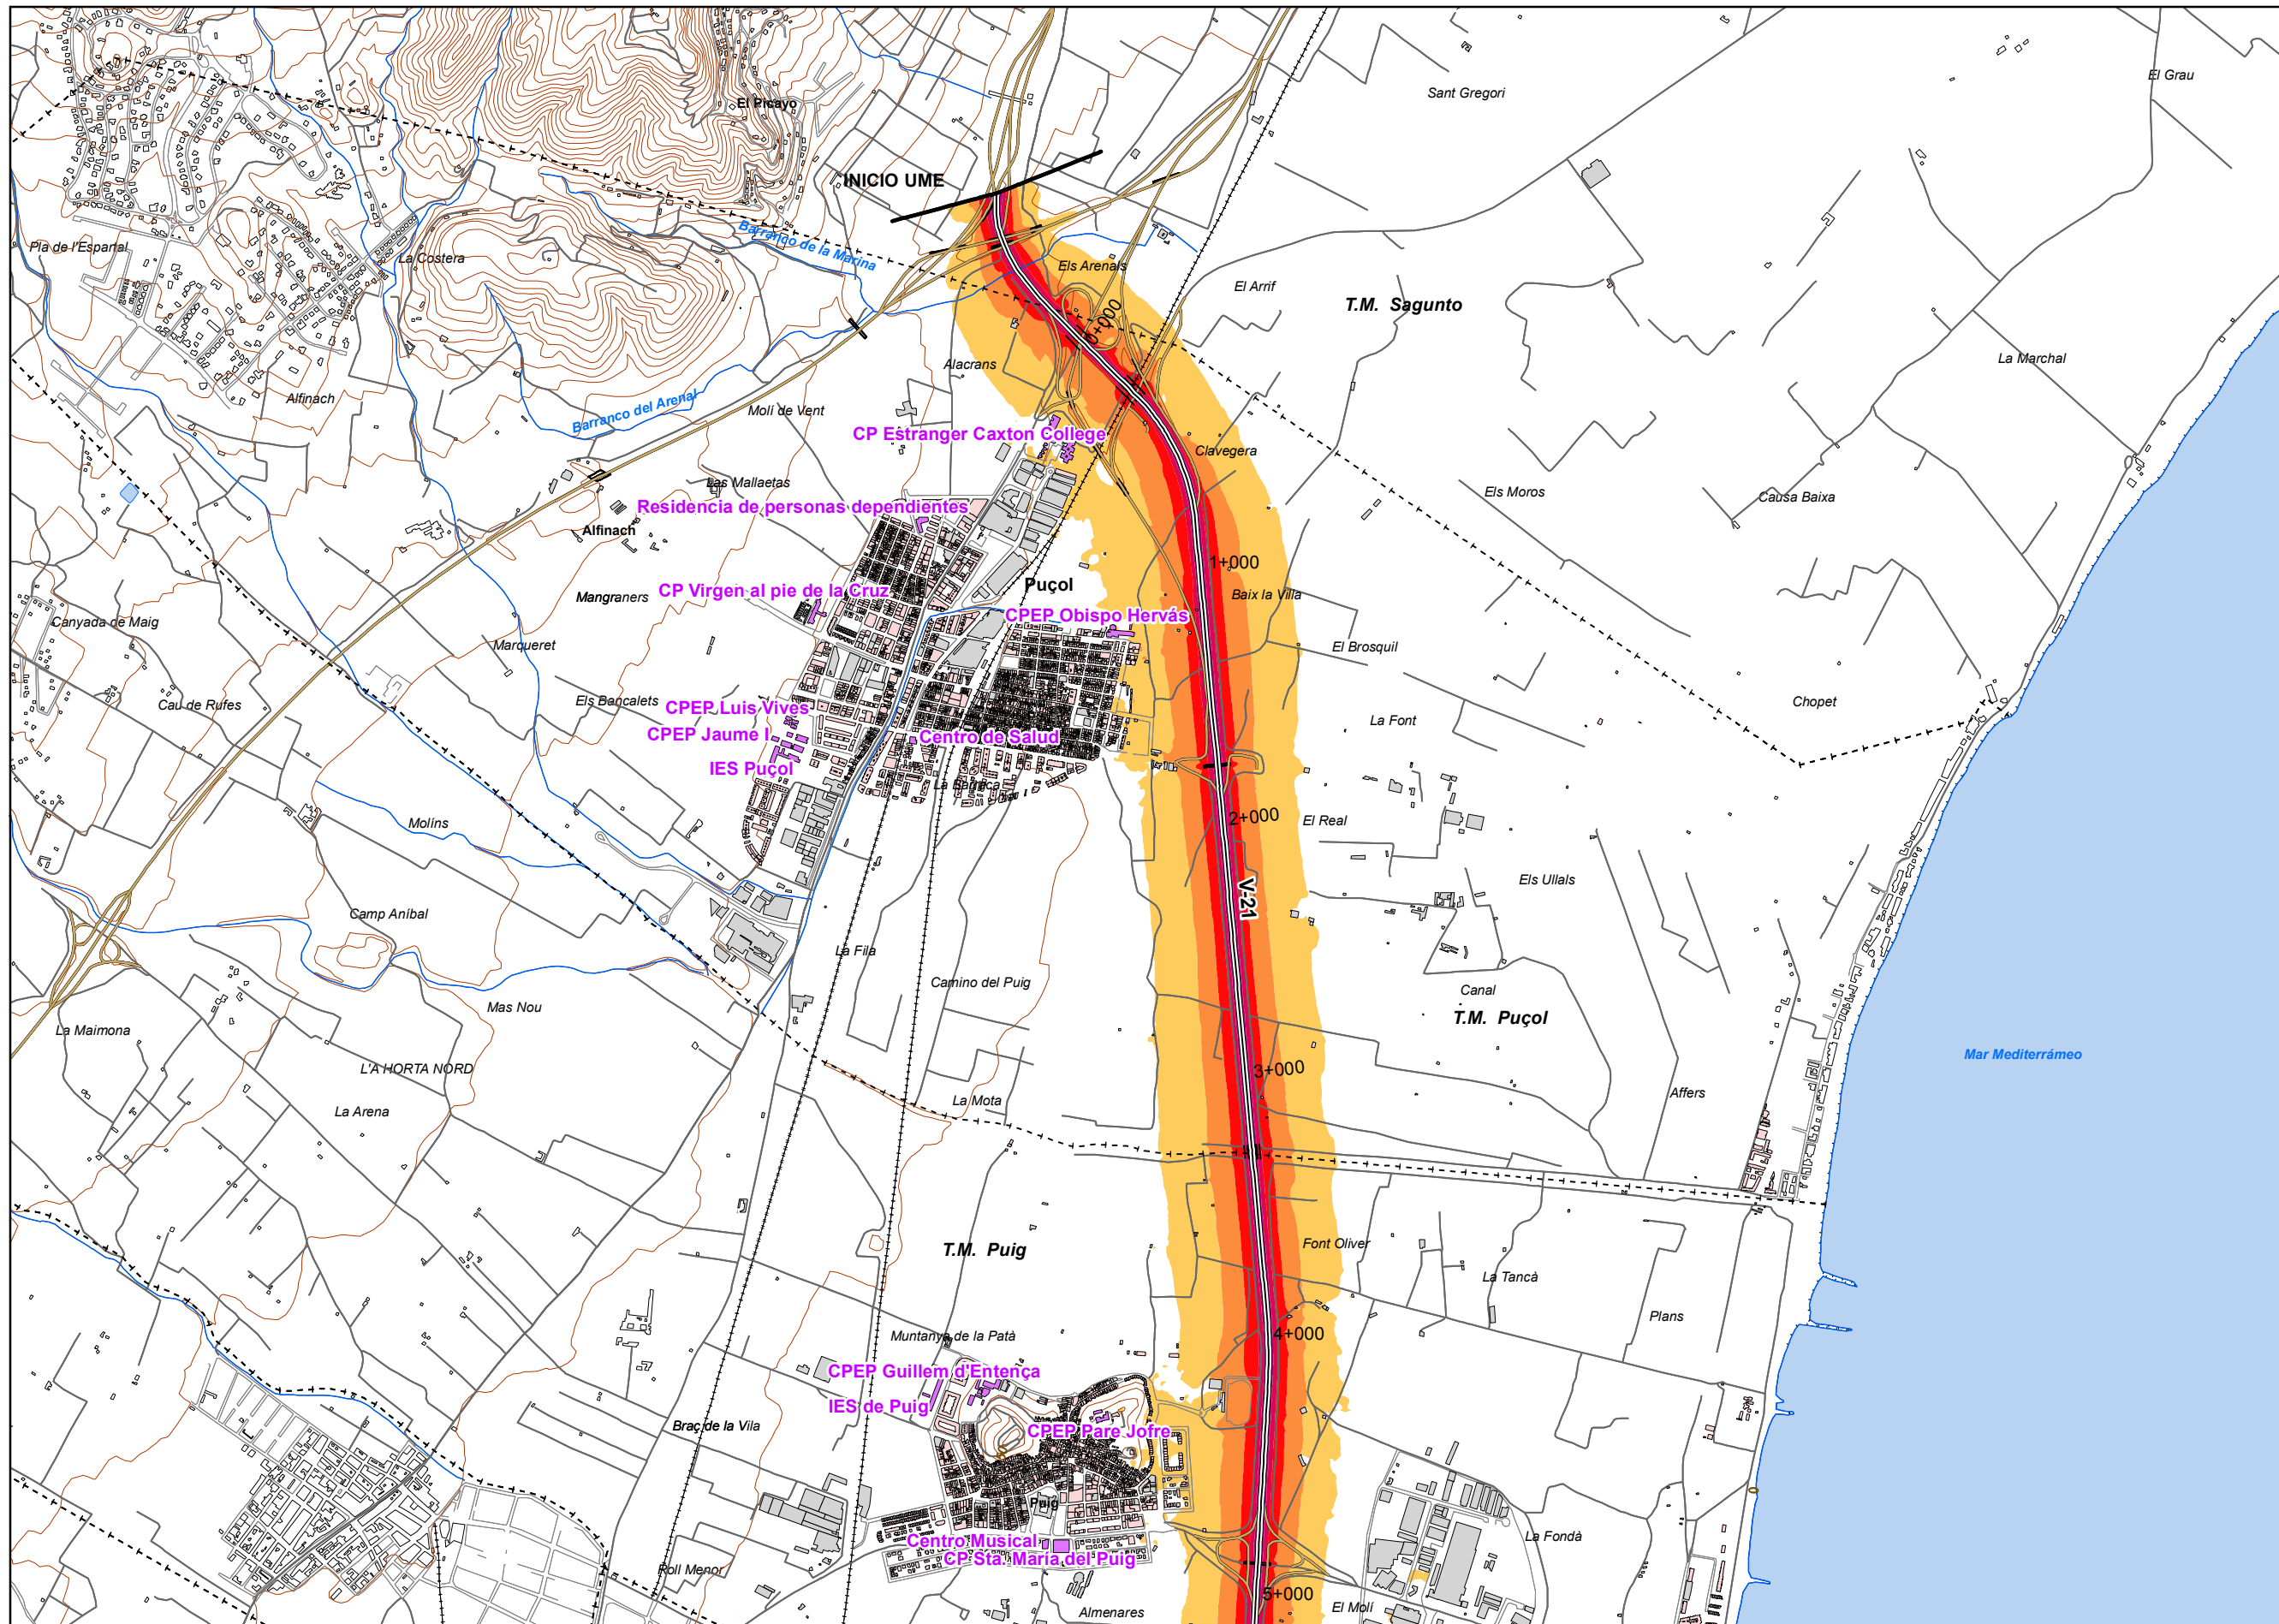 El Grau
Sant Gregori
El Picayo
INICIO UME
Barranco de la Marina
Pla de l'Espartal
La Costera
Els Arenals
El Arrif
T.M. Sagunto
0+000
La Marchal
Alacrans
Alfinach
Barranco del Arenal
Molí de Vent
CP Estranger Caxton College
Clavegera
Las Mallaetas
Els Moros
Causa Baixa
Residencia de personas dependientes
Alfinach
1+000
Puçol
CP Virgen al pie de la Cruz
Mangraners
Baix la Villa
CPEP Obispo Hervás
Canyada de Maig
Marqueret
El Brosquil
Els Bancalets
CPEP Luis Vives
Cau de Rufes
Chopet
La Font
CPEP Jaume I
Centro de Salud
IES Puçol
La Barraca
2+000
El Real
Molíns
V-21
Els Ullals
Camp Aníbal
La Fila
Camino del Puig
Canal
Mas Nou
T.M. Puçol
La Maimona
Mar Mediterrámeo
L'A HORTA NORD
3+000
Affers
La Mota
La Arena
T.M. Puig
Font Oliver
La Tancà
Plans
Muntanya de la Patà
4+000
CPEP Guillem d'Entença
IES de Puig
Braç de la Vila
CPEP Pare Jofre
Puig
La Fondà
Centro Musical
CP Sta. María del Puig
Roll Menor
5+000
El Molí
Almenares